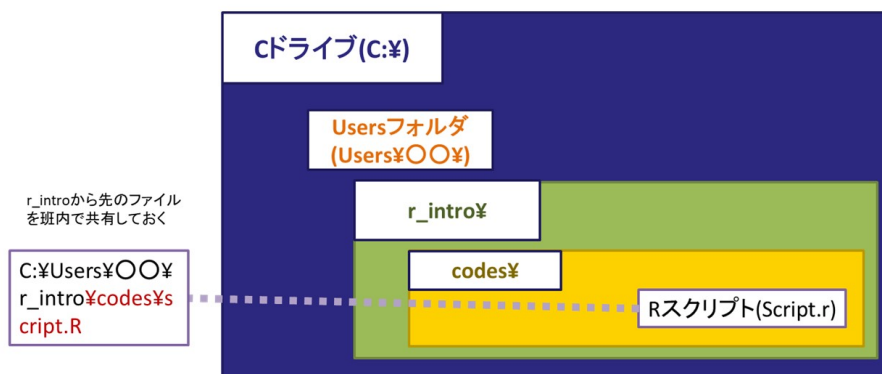 Cドライブ(C:¥)
Usersフォルダ
(Users¥〇〇¥)
r_introから先のファイル
を班内で共有しておく
r_intro¥
C:¥Users¥〇〇¥
r_intro¥codes¥s
cript.R
codes¥
Rスクリプト(Script.r)